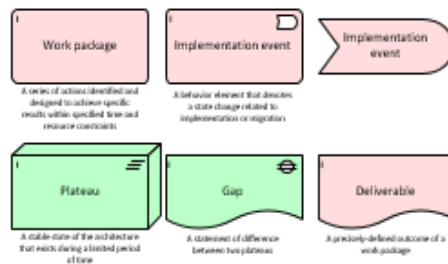 I
Work package
A series of actions identified and
designed to achieve specific
results within specified time and
resource constraints
I
Implementation event
A behavior element that denotes
a state change related to
implementation or migration
Implementation
event
I
Plateau
A stable state of the architecture
that exists during a limited period
of time
I
Gap
A statement of difference
between two plateaus
I
Deliverable
A precisely-defined outcome of a
work package